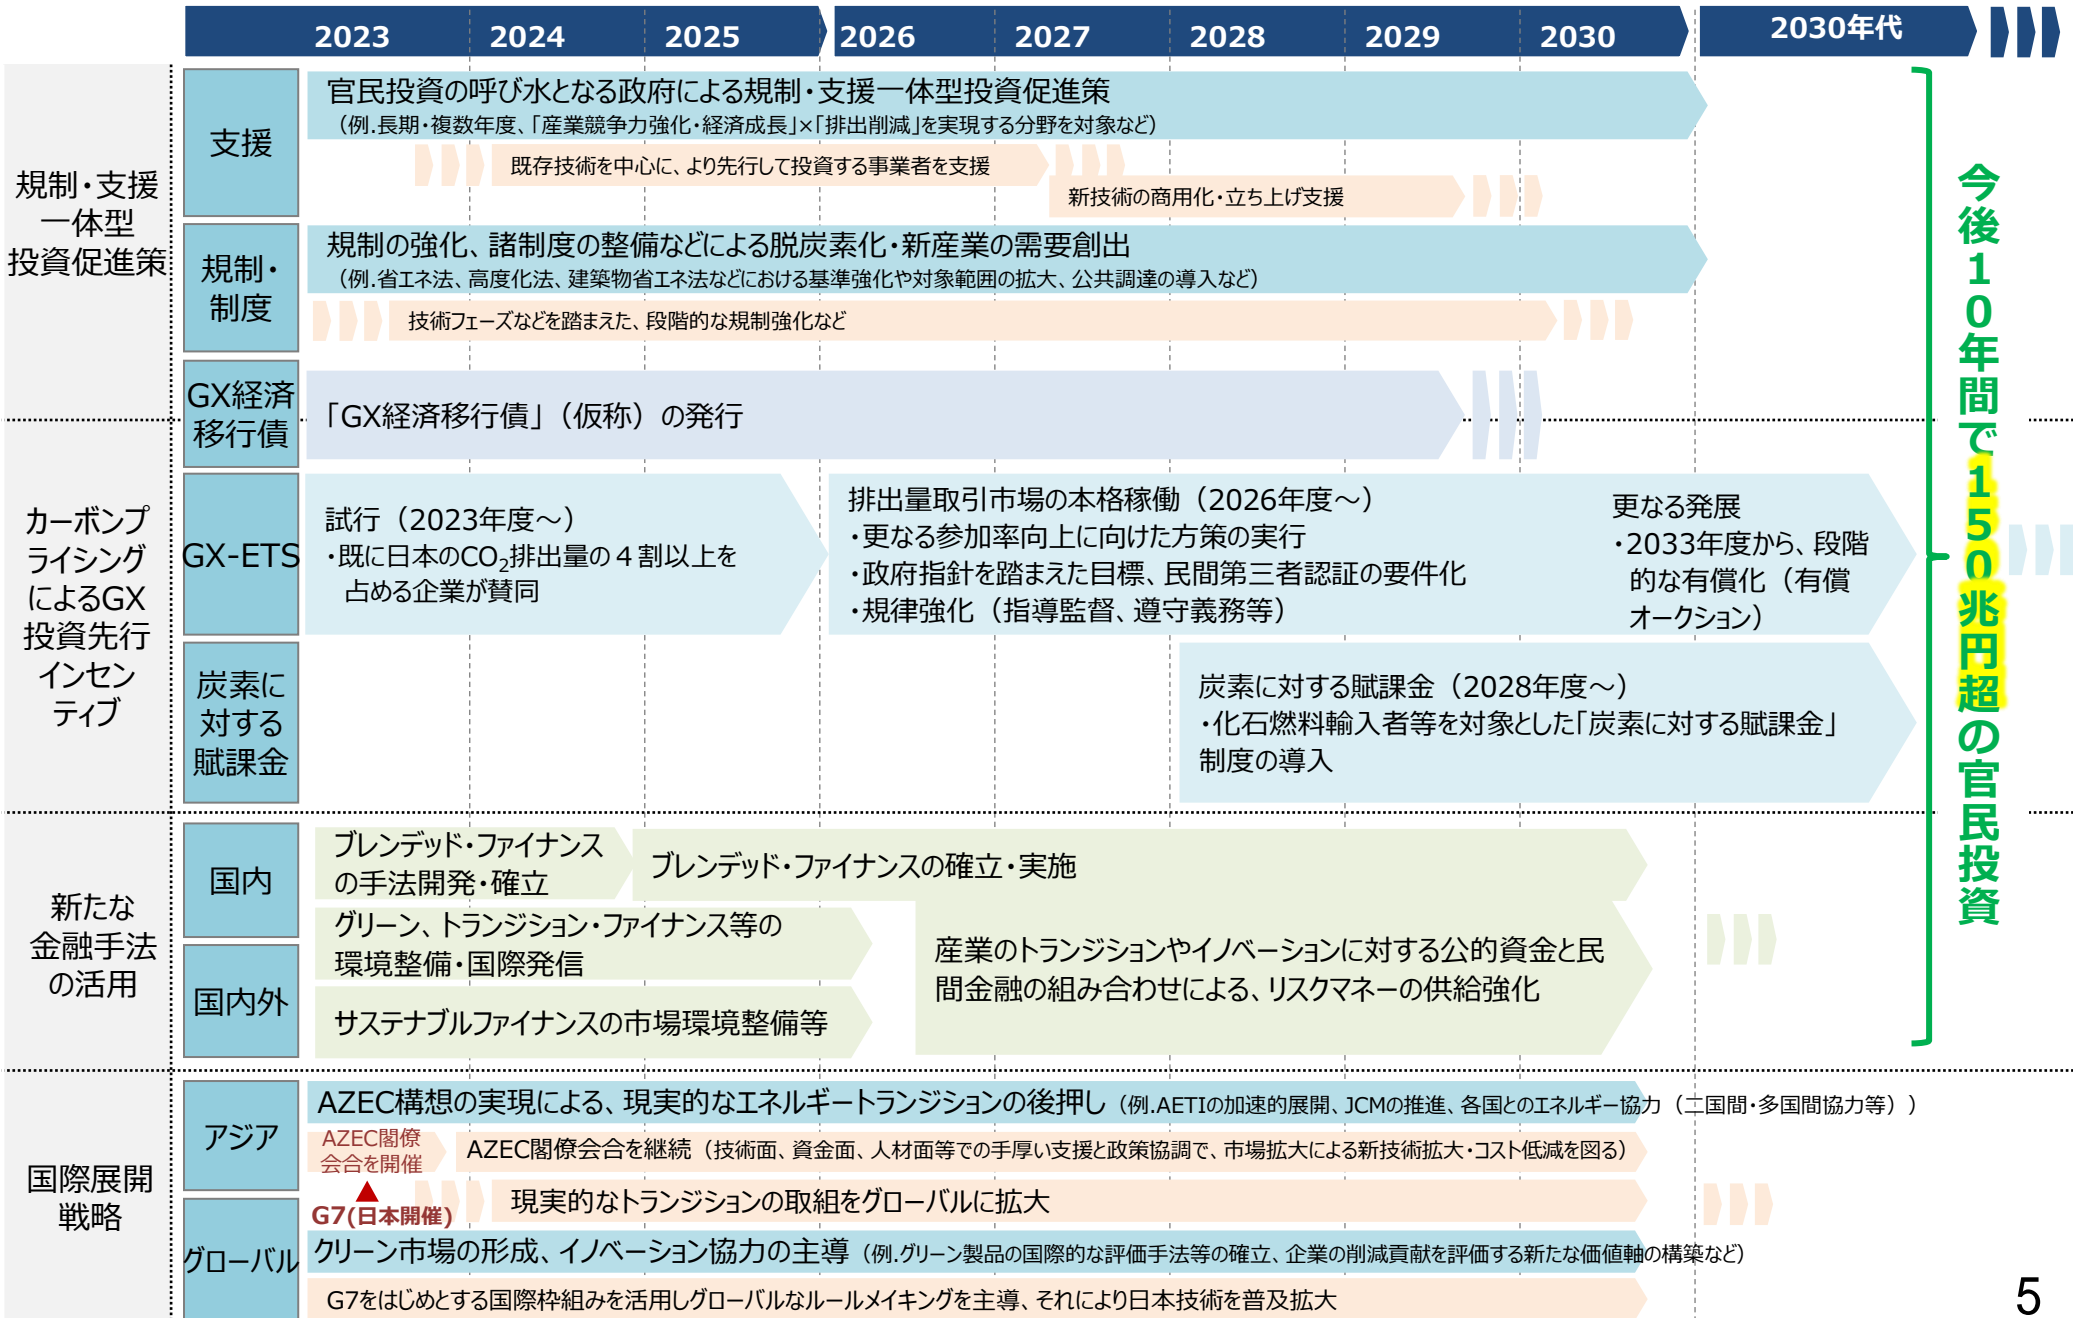 2023 2024 2025 2026 2027 2028 2029 2030 2030年代
規制・支援
一体型
投資促進策
支援
官民投資の呼び水となる政府による規制・支援一体型投資促進策
（例.長期・複数年度、「産業競争力強化・経済成長」×「排出削減」を実現する分野を対象など）
既存技術を中心に、より先行して投資する事業者を支援
新技術の商用化・立ち上げ支援
規制・
制度
規制の強化、諸制度の整備などによる脱炭素化・新産業の需要創出
（例.省エネ法、高度化法、建築物省エネ法などにおける基準強化や対象範囲の拡大、公共調達の導入など）
技術フェーズなどを踏まえた、段階的な規制強化など
GX経済
移行債
「GX経済移行債」（仮称）の発行
カーボンプ
ライシング
によるGX
投資先行
インセン
ティブ
GX-ETS
試行（2023年度～）
・既に日本のCO2排出量の４割以上を
占める企業が賛同
排出量取引市場の本格稼働（2026年度～）
・更なる参加率向上に向けた方策の実行
・政府指針を踏まえた目標、民間第三者認証の要件化
・規律強化（指導監督、遵守義務等）
更なる発展
・2033年度から、段階
的な有償化（有償
オークション）
炭素に
対する
賦課金
炭素に対する賦課金（2028年度～）
・化石燃料輸入者等を対象とした「炭素に対する賦課金」
制度の導入
新たな
金融手法
の活用
国内
ブレンデッド・ファイナンス
の手法開発・確立
ブレンデッド・ファイナンスの確立・実施
国内外
グリーン、トランジション・ファイナンス等の
環境整備・国際発信
サステナブルファイナンスの市場環境整備等
産業のトランジションやイノベーションに対する公的資金と民
間金融の組み合わせによる、リスクマネーの供給強化
今後１０年間で１５０兆円超の官民投資
国際展開
戦略
アジア
AZEC構想の実現による、現実的なエネルギートランジションの後押し（例.AETIの加速的展開、JCMの推進、各国とのエネルギー協力（二国間・多国間協力等））
AZEC閣僚
会合を開催
AZEC閣僚会合を継続（技術面、資金面、人材面等での手厚い支援と政策協調で、市場拡大による新技術拡大・コスト低減を図る）
G7(日本開催)
現実的なトランジションの取組をグローバルに拡大
グローバル
クリーン市場の形成、イノベーション協力の主導（例.グリーン製品の国際的な評価手法等の確立、企業の削減貢献を評価する新たな価値軸の構築など）
G7をはじめとする国際枠組みを活用しグローバルなルールメイキングを主導、それにより日本技術を普及拡大
5